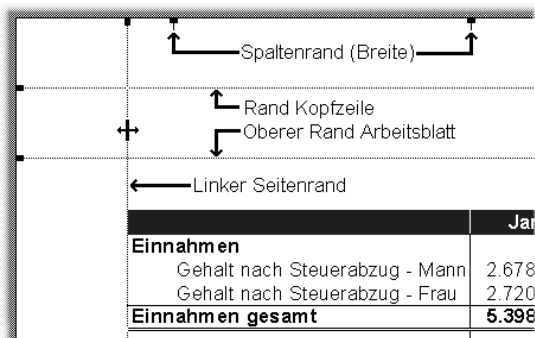 Spaltenrand (Breite)
Rand Kopfzeile
Oberer Rand Arbeitsblatt
Linker Seitenrand
Jar
Einnahmen
Gehalt nach Steuerabzug - Mann 2.678
Gehalt nach Steuerabzug - Frau 2.720
Einnahmen gesamt 5.398